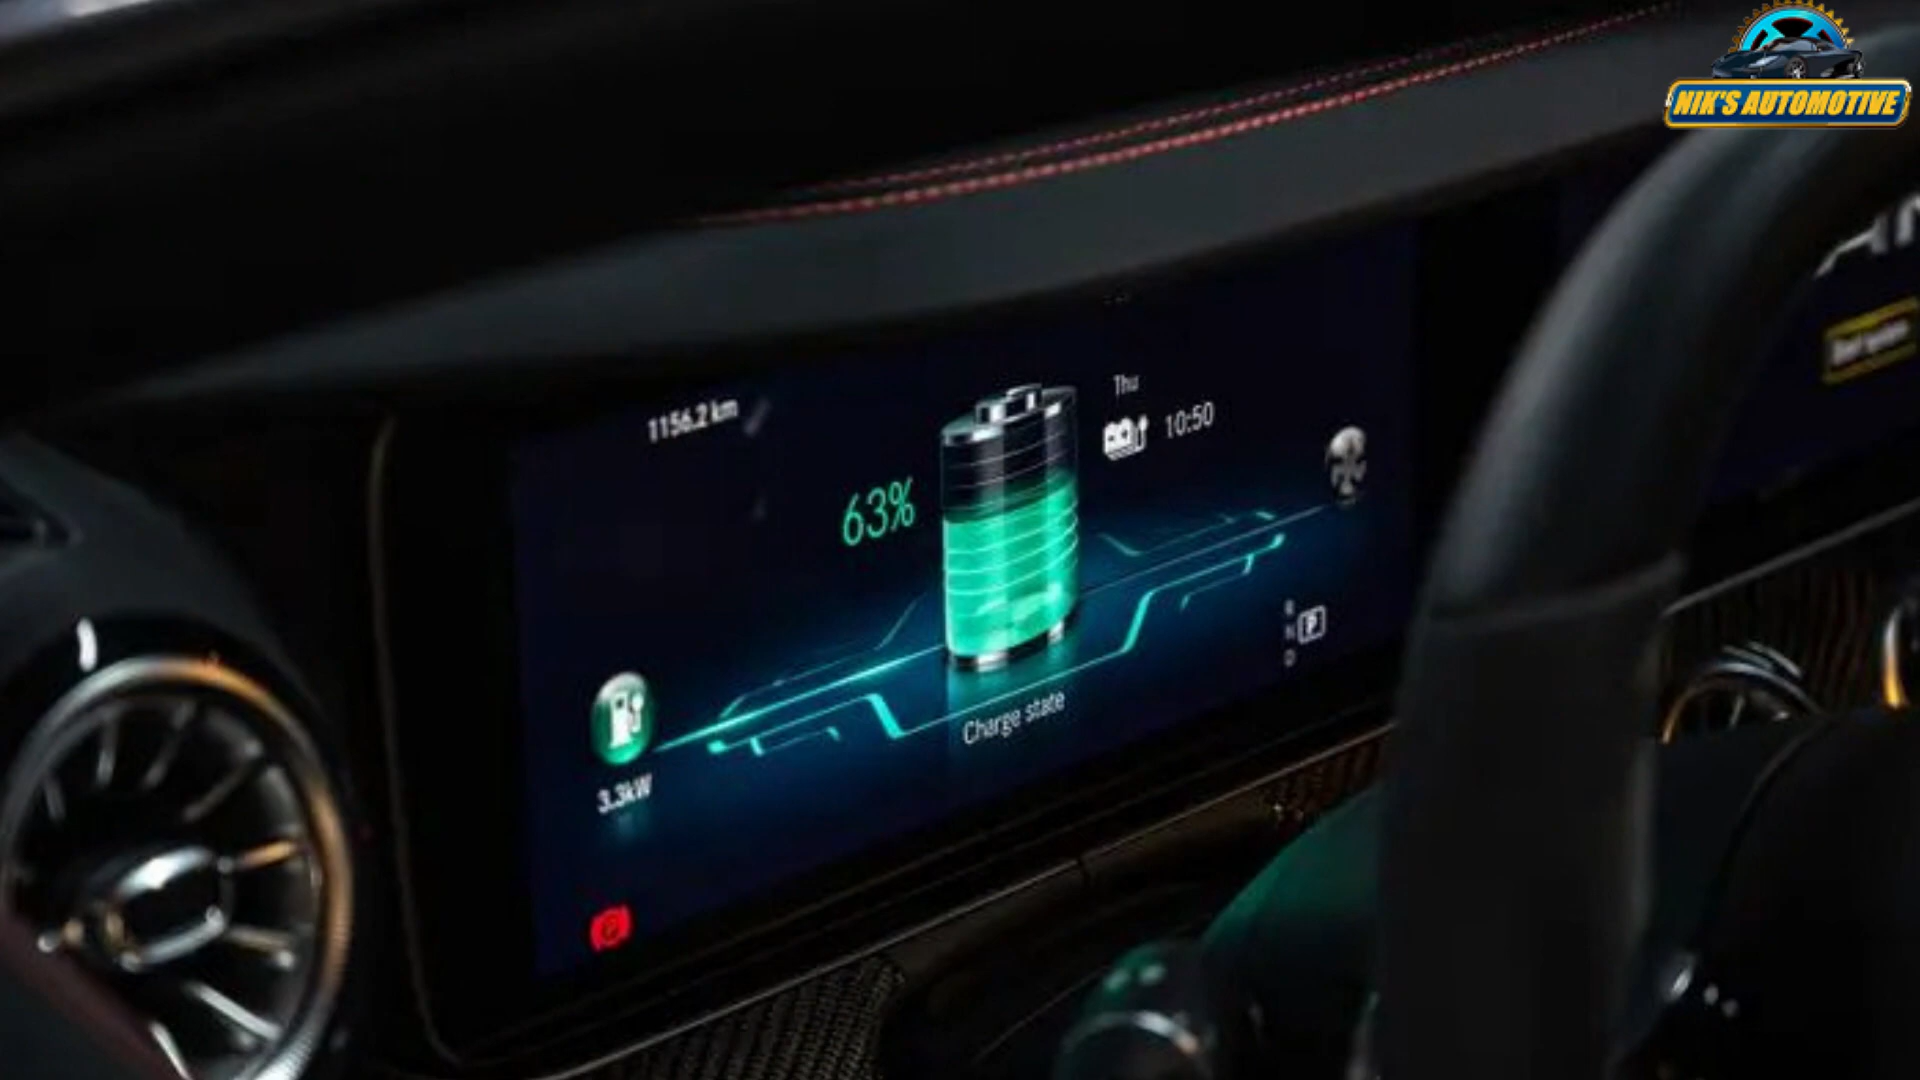 NIK'S AUTOMOTIVE
1156.2 km
Thu
10:50
63%
P
Charge state
3.3kW